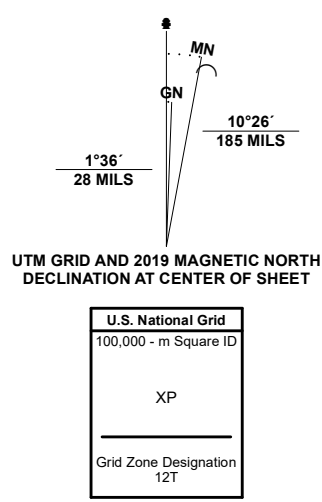 MN
GN
10°26´
185 MILS
1°36´
28 MILS
UTM GRID AND 2019 MAGNETIC NORTH
DECLINATION AT CENTER OF SHEET
U.S. National Grid
100,000 - m Square ID
XP
Grid Zone Designation
12T